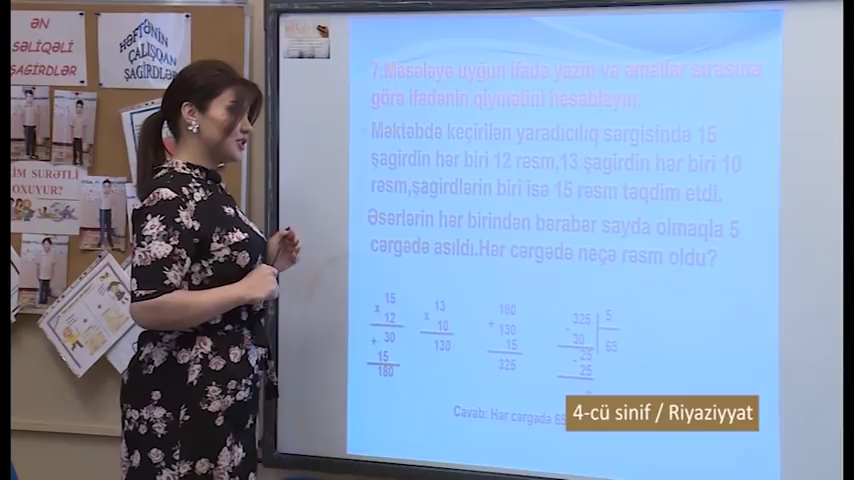 ƏN
SƏLİQƏLİ
ŞAGİRDLƏR
HƏFTƏNİN
ÇALIŞQAN
ŞAGİRDLƏRİ
OXUYUR?
7.Məsələyə uyğun ifadə yazın və əməllər sırasına
görə ifadənin qiymətini hesablayın.
Məktəbdə keçirilən yaradıcılıq sərgisində 15
şagirdin hər biri 12 rəsm,13 şagirdin hər biri 10
rəsm,şagirdlərin biri isə 15 rəsm təqdim etdi.
Əsərlərin hər birindən bərabər sayda olmaqla 5
cərgədə asıldı.Hər cərgədə neçə rəsm oldu?
15
x 12
+ 30
15
180
13
x 10
130
180
+ 130
15
325
325 5
- 30 65
- 25
25
Cavab: Hər cərgədə 65
4-cü sinif / Riyaziyyat